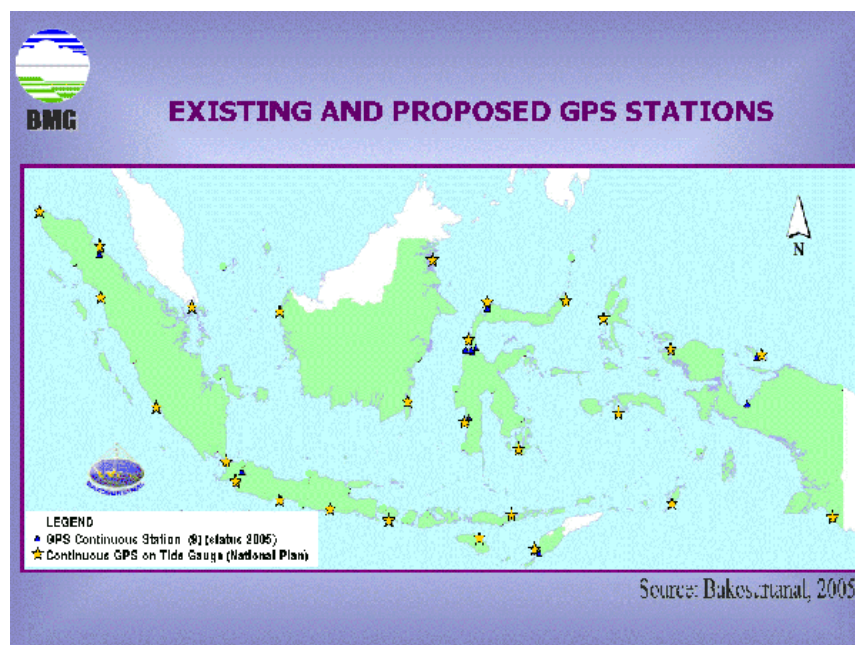 BMG
EXISTING AND PROPOSED GPS STATIONS
N
LEGEND
GPS Continuous Station (9) (status 2005)
Continuous GPS on Tide Gauge (National Plan)
Source: Bakosurtanal, 2005